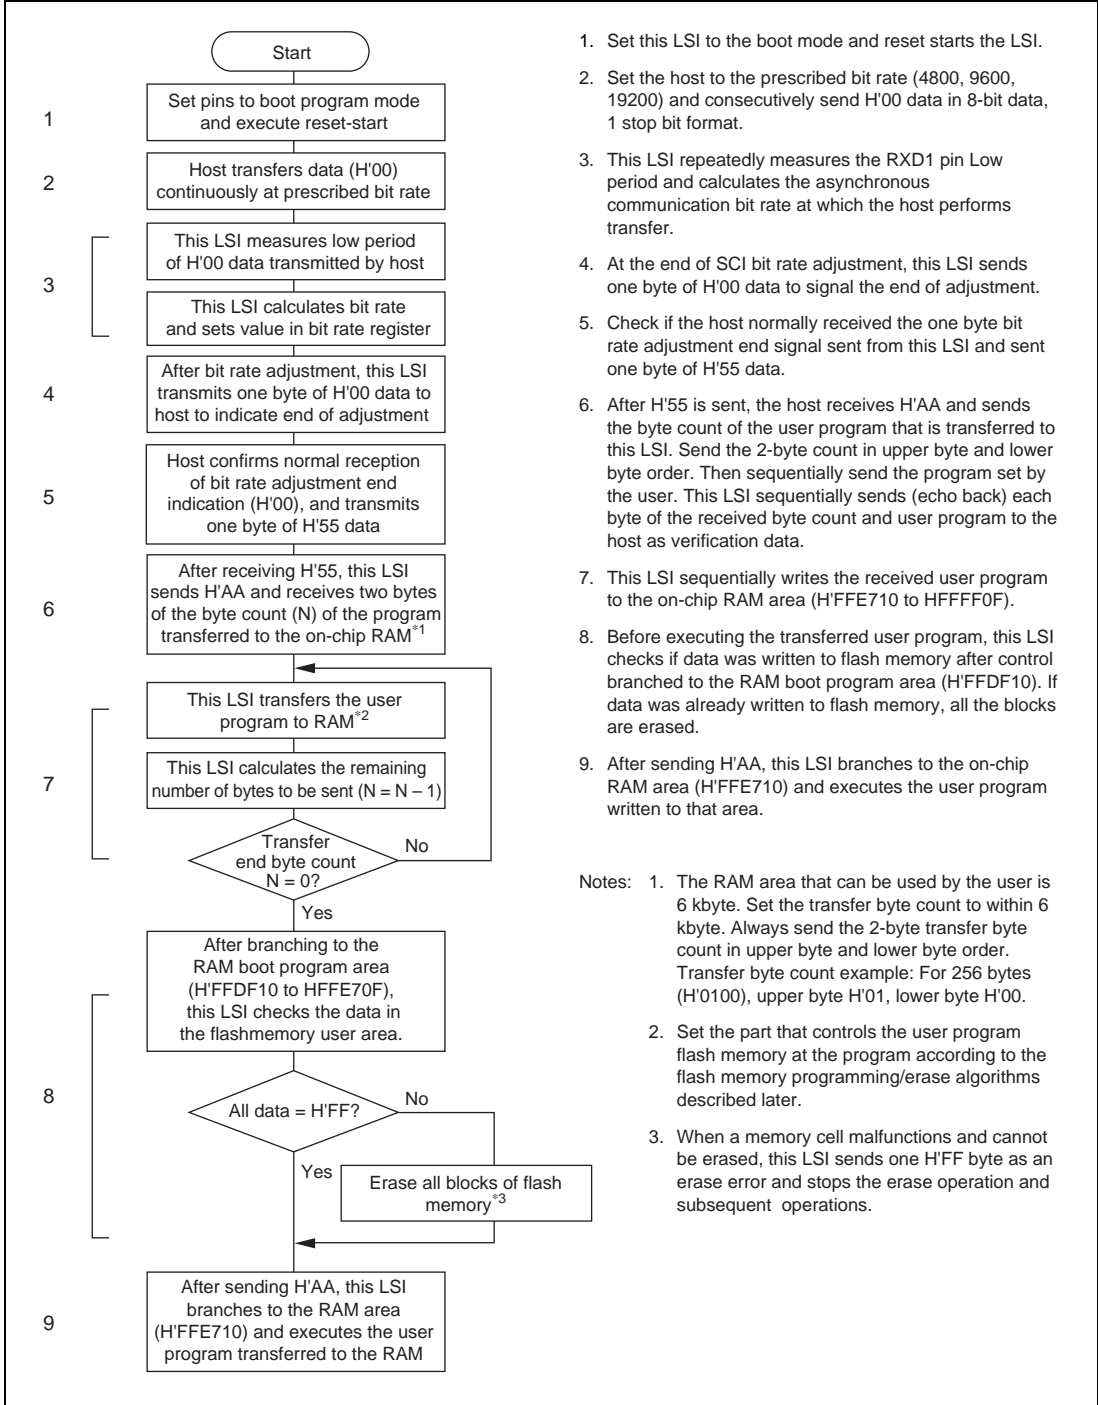 Start
1
Set pins to boot program mode
and execute reset-start
2
Host transfers data (H'00)
continuously at prescribed bit rate
3
This LSI measures low period
of H'00 data transmitted by host
This LSI calculates bit rate
and sets value in bit rate register
4
After bit rate adjustment, this LSI
transmits one byte of H'00 data to
host to indicate end of adjustment
5
Host confirms normal reception
of bit rate adjustment end
indication (H'00), and transmits
one byte of H'55 data
6
After receiving H'55, this LSI
sends H'AA and receives two bytes
of the byte count (N) of the program
transferred to the on-chip RAM*1
7
This LSI transfers the user
program to RAM*2
This LSI calculates the remaining
number of bytes to be sent (N = N – 1)
Transfer
end byte count
N = 0?
No
Yes
8
After branching to the
RAM boot program area
(H'FFDF10 to HFFE70F),
this LSI checks the data in
the flashmemory user area.
All data = H'FF?
No
Yes
Erase all blocks of flash
memory*3
9
After sending H'AA, this LSI
branches to the RAM area
(H'FFE710) and executes the user
program transferred to the RAM
1. Set this LSI to the boot mode and reset starts the LSI.
2. Set the host to the prescribed bit rate (4800, 9600,
19200) and consecutively send H'00 data in 8-bit data,
1 stop bit format.
3. This LSI repeatedly measures the RXD1 pin Low
period and calculates the asynchronous
communication bit rate at which the host performs
transfer.
4. At the end of SCI bit rate adjustment, this LSI sends
one byte of H'00 data to signal the end of adjustment.
5. Check if the host normally received the one byte bit
rate adjustment end signal sent from this LSI and sent
one byte of H'55 data.
6. After H'55 is sent, the host receives H'AA and sends
the byte count of the user program that is transferred to
this LSI. Send the 2-byte count in upper byte and lower
byte order. Then sequentially send the program set by
the user. This LSI sequentially sends (echo back) each
byte of the received byte count and user program to the
host as verification data.
7. This LSI sequentially writes the received user program
to the on-chip RAM area (H'FFE710 to HFFFF0F).
8. Before executing the transferred user program, this LSI
checks if data was written to flash memory after control
branched to the RAM boot program area (H'FFDF10). If
data was already written to flash memory, all the blocks
are erased.
9. After sending H'AA, this LSI branches to the on-chip
RAM area (H'FFE710) and executes the user program
written to that area.
Notes: 1. The RAM area that can be used by the user is
6 kbyte. Set the transfer byte count to within 6
kbyte. Always send the 2-byte transfer byte
count in upper byte and lower byte order.
Transfer byte count example: For 256 bytes
(H'0100), upper byte H'01, lower byte H'00.
2. Set the part that controls the user program
flash memory at the program according to the
flash memory programming/erase algorithms
described later.
3. When a memory cell malfunctions and cannot
be erased, this LSI sends one H'FF byte as an
erase error and stops the erase operation and
subsequent operations.